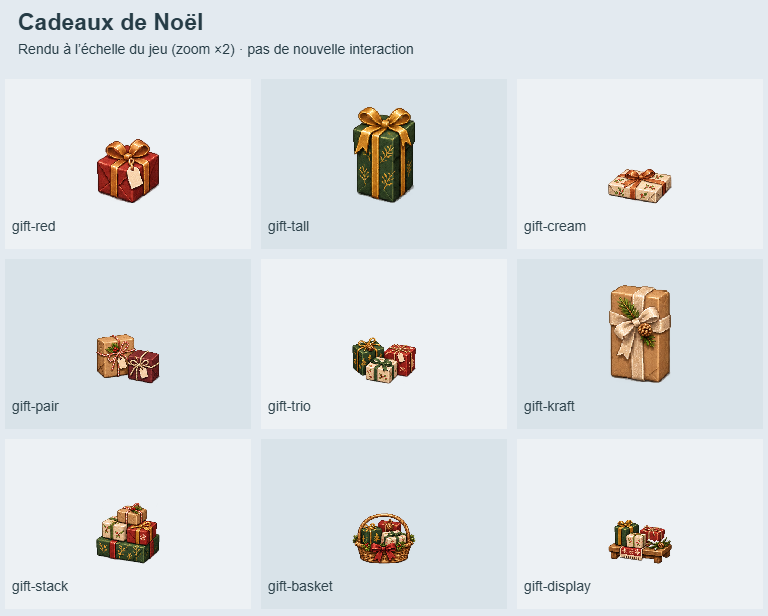 Cadeaux de Noël
Rendu à l'échelle du jeu (zoom ×2) · pas de nouvelle interaction
gift-red
gift-tall
gift-cream
gift-pair
gift-trio
gift-kraft
gift-stack
gift-basket
gift-display